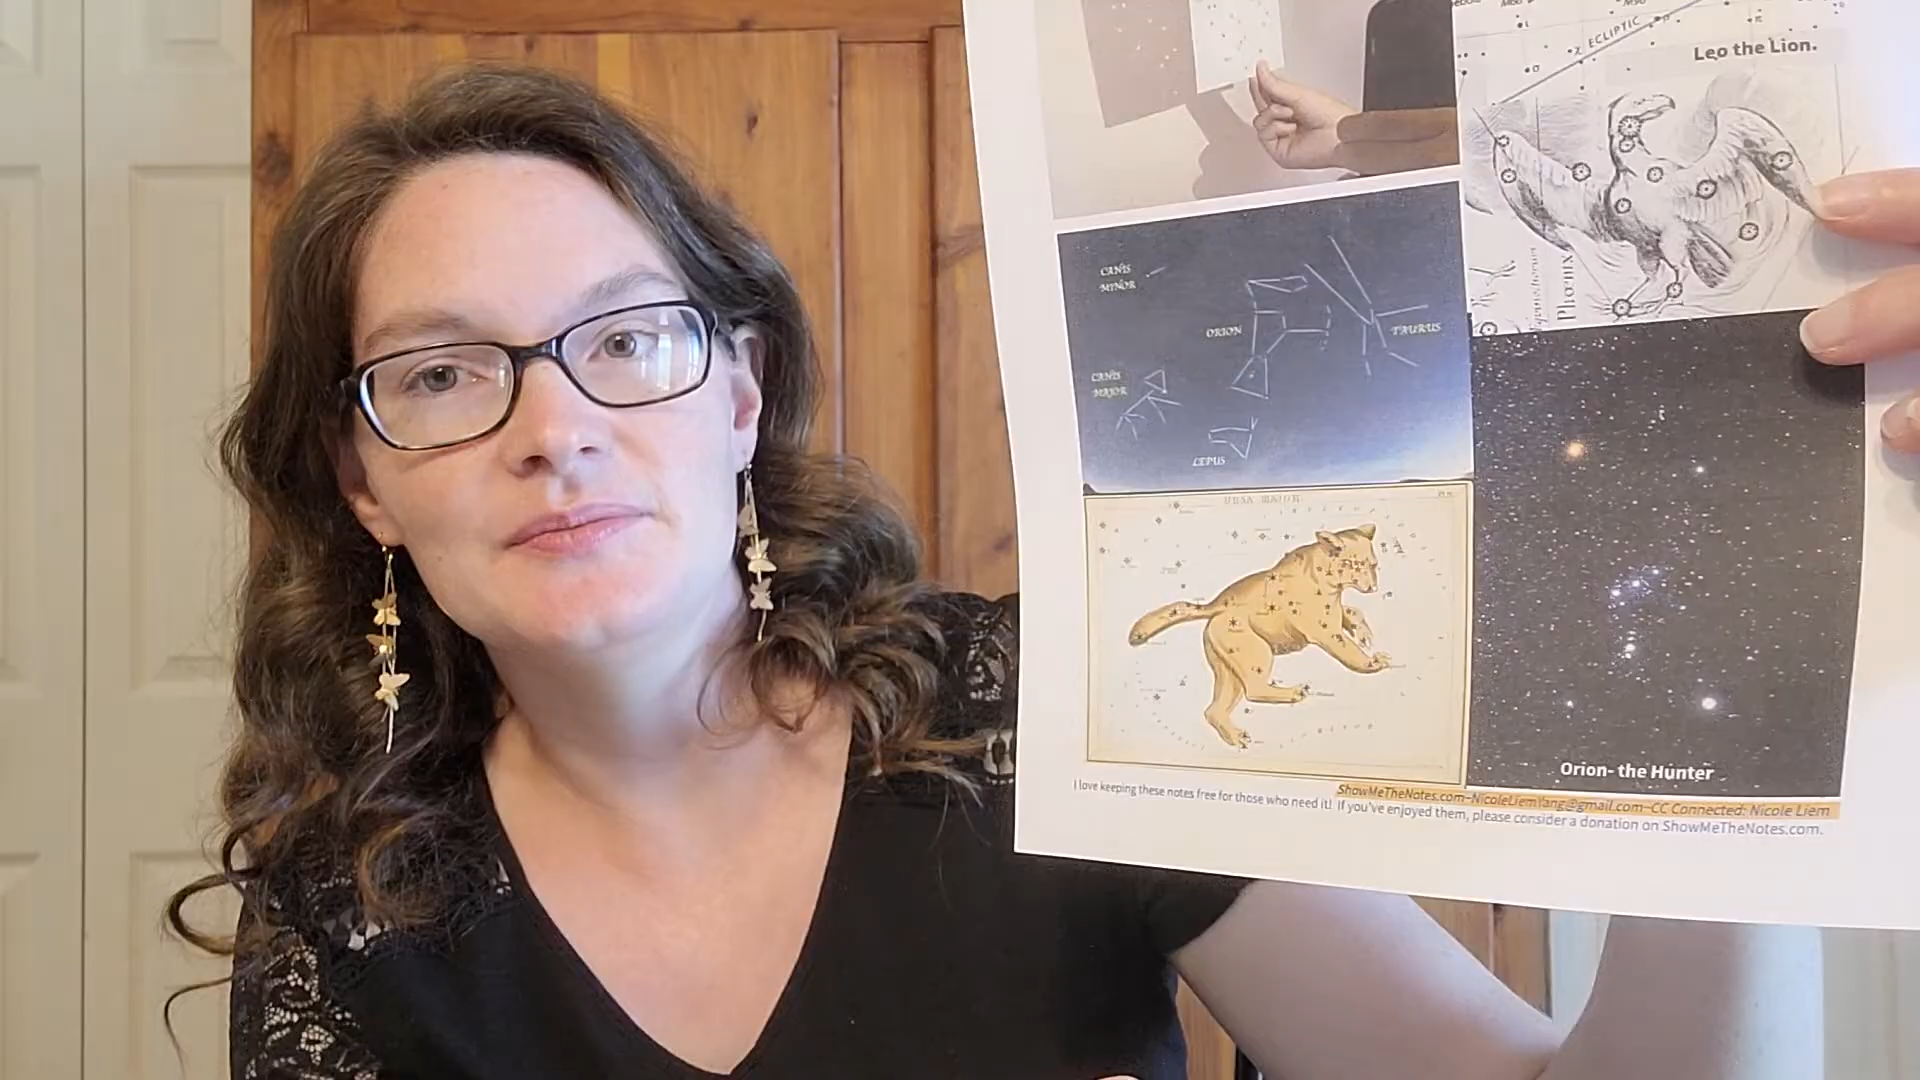 ECLIPTIC
Leo the Lion.
Phœnix
CANIS
MINOR
ORION
TAURUS
CANIS
MAJOR
LEPUS
URSA MAJOR.
Orion- the Hunter
ShowMeTheNotes.com~NicoleLiemYang@gmail.com~CC Connected: Nicole Liem
I love keeping these notes free for those who need it! If you've enjoyed them, please consider a donation on ShowMeTheNotes.com.